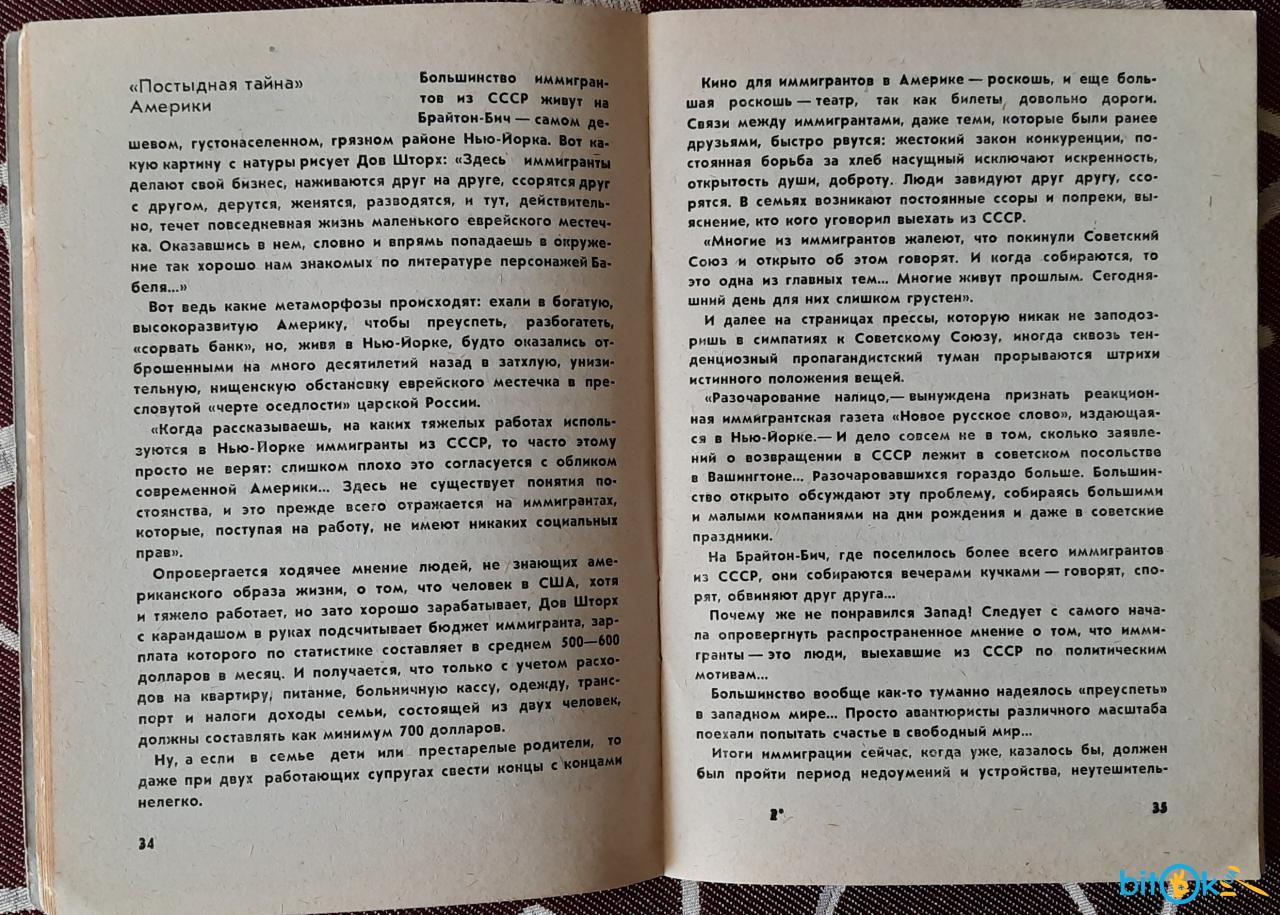 «Постыдная тайна»
Америки
Большинство иммигран-
тов из СССР живут на
Брайтон-Бич — самом де-
шевом, густонаселенном, грязном районе Нью-Йорка. Вот ка-
кую картину с натуры рисует Дов Шторх: «Здесь иммигранты
делают свой бизнес, наживаются друг на друге, ссорятся друг
с другом, дерутся, женятся, разводятся, и тут, действитель-
но, течет повседневная жизнь маленького еврейского местеч-
ка. Оказавшись в нем, словно и впрямь попадаешь в окруже-
ние так хорошо нам знакомых по литературе персонажей Ба-
беля...»
Вот ведь какие метаморфозы происходят: ехали в богатую,
высокоразвитую Америку, чтобы преуспеть, разбогатеть,
«сорвать банк», но, живя в Нью-Йорке, будто оказались от-
брошенными на много десятилетий назад в затхлую, унизи-
тельную, нищенскую обстановку еврейского местечка в пре-
словутой «черте оседлости» царской России.
«Когда рассказываешь, на каких тяжелых работах исполь-
зуются в Нью-Йорке иммигранты из СССР, то часто этому
просто не верят: слишком плохо это согласуется с обликом
современной Америки... Здесь не существует понятия по-
стоянства, и это прежде всего отражается на иммигрантах,
которые, поступая на работу, не имеют никаких социальных
прав».
Опровергается ходячее мнение людей, не знающих аме-
риканского образа жизни, о том, что человек в США, хотя
и тяжело работает, но зато хорошо зарабатывает, Дов Шторх
с карандашом в руках подсчитывает бюджет иммигранта, зар-
плата которого по статистике составляет в среднем 500—600
долларов в месяц. И получается, что только с учетом расхо-
дов на квартиру, питание, больничную кассу, одежду, транс-
порт и налоги доходы семьи, состоящей из двух человек,
должны составлять как минимум 700 долларов.
Ну, а если в семье дети или престарелые родители, то
даже при двух работающих супругах свести концы с концами
нелегко.
34
Кино для иммигрантов в Америке — роскошь, и еще боль-
шая роскошь — театр, так как билеты довольно дороги.
Связи между иммигрантами, даже теми, которые были ранее
друзьями, быстро рвутся: жестокий закон конкуренции, по-
стоянная борьба за хлеб насущный исключают искренность,
открытость души, доброту. Люди завидуют друг другу, ссо-
рятся. В семьях возникают постоянные ссоры и попреки, вы-
яснение, кто кого уговорил выехать из СССР.
«Многие из иммигрантов жалеют, что покинули Советский
Союз и открыто об этом говорят. И когда собираются, то
это одна из главных тем... Многие живут прошлым. Сегодня-
шний день для них слишком грустен».
И далее на страницах прессы, которую никак не заподоз-
ришь в симпатиях к Советскому Союзу, иногда сквозь тен-
денциозный пропагандистский туман прорываются штрихи
истинного положения вещей.
«Разочарование налицо,— вынуждена признать реакцион-
ная иммигрантская газета «Новое русское слово», издающая-
ся в Нью-Йорке.— И дело совсем не в том, сколько заявле-
ний о возвращении в СССР лежит в советском посольстве
в Вашингтоне... Разочаровавшихся гораздо больше. Большин-
ство открыто обсуждают эту проблему, собираясь большими
и малыми компаниями на дни рождения и даже в советские
праздники.
На Брайтон-Бич, где поселилось более всего иммигрантов
из СССР, они собираются вечерами кучками — говорят, спо-
рят, обвиняют друг друга...
Почему же не понравился Запад? Следует с самого нача-
ла опровергнуть распространенное мнение о том, что имми-
гранты — это люди, выехавшие из СССР по политическим
мотивам...
Большинство вообще как-то туманно надеялось «преуспеть»
в западном мире... Просто авантюристы различного масштаба
поехали попытать счастье в свободный мир...
Итоги иммиграции сейчас, когда уже, казалось бы, должен
был пройти период недоумений и устройства, неутешитель-
2*
35
bitOk